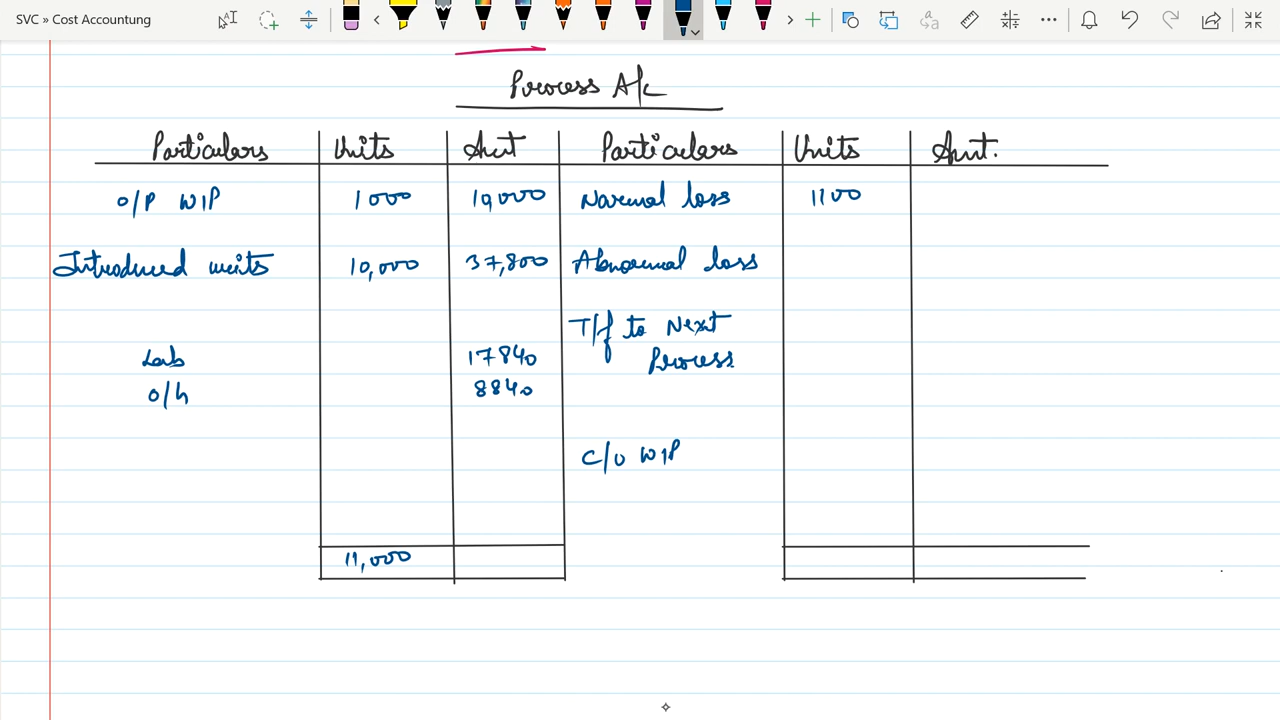 SVC > Cost Accountung
Process A/c
Particulars Units Amt Particulars Units Amt.
O/P WIP 1000 10,000 Normal loss 1100
Introduced units 10,000 37,800 Abnormal loss
T/f to Next
Process.
Lab 17840
O/h 8840
C/O WIP
11,000